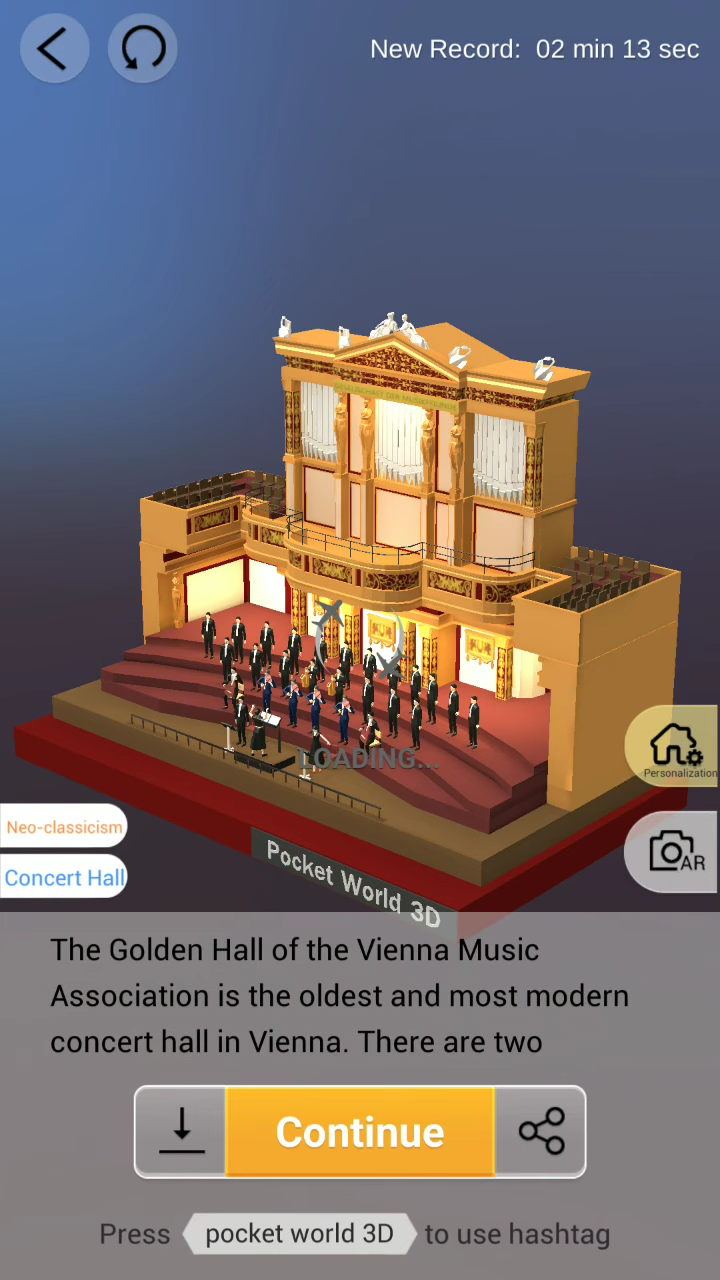 New Record: 02 min 13 sec
LOADING...
Personalization
AR
Neo-classicism
Concert Hall
Pocket World 3D
The Golden Hall of the Vienna Music
Association is the oldest and most modern
concert hall in Vienna. There are two
Continue
Press pocket world 3D to use hashtag